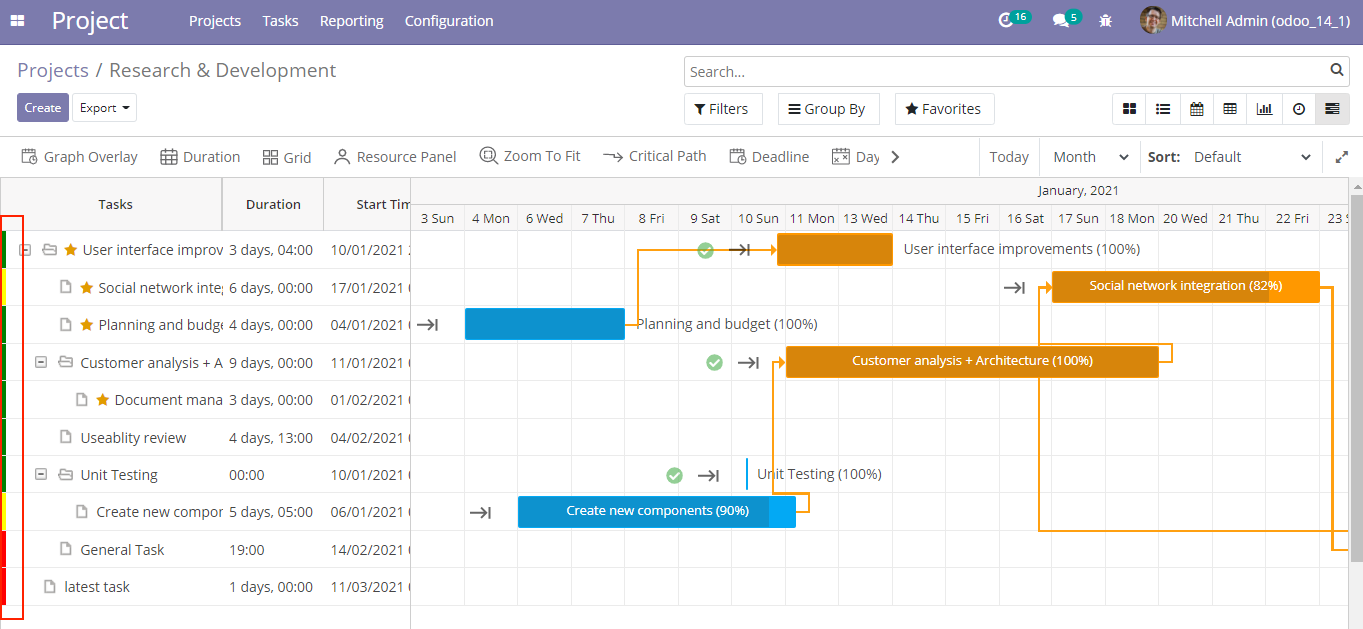 Project Projects Tasks Reporting Configuration 16 5 Mitchell Admin (odoo_14_1)
Projects / Research & Development Search...
Create Export Filters Group By Favorites
Graph Overlay Duration Grid Resource Panel Zoom To Fit Critical Path Deadline Day Today Month Sort: Default
Tasks Duration Start Tim January, 2021
3 Sun 4 Mon 6 Wed 7 Thu 8 Fri 9 Sat 10 Sun 11 Mon 13 Wed 14 Thu 15 Fri 16 Sat 17 Sun 18 Mon 20 Wed 21 Thu 22 Fri 23
User interface improv 3 days, 04:00 10/01/2021 User interface improvements (100%)
Social network inte 6 days, 00:00 17/01/2021 Social network integration (82%)
Planning and budge 4 days, 00:00 04/01/2021 Planning and budget (100%)
Customer analysis + A 9 days, 00:00 11/01/2021 Customer analysis + Architecture (100%)
Document mana 3 days, 00:00 01/02/2021
Useablity review 4 days, 13:00 04/02/2021
Unit Testing 00:00 10/01/2021 Unit Testing (100%)
Create new compor 5 days, 05:00 06/01/2021 Create new components (90%)
General Task 19:00 14/02/2021
latest task 1 days, 00:00 11/03/2021